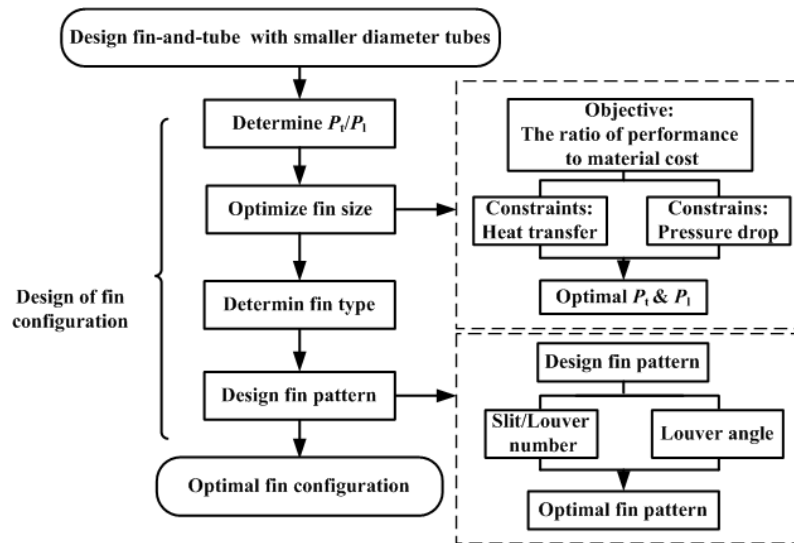 Design fin-and-tube with smaller diameter tubes
Determine Pt/Pl
Optimize fin size
Determin fin type
Design fin pattern
Optimal fin configuration
Design of fin
configuration
Objective:
The ratio of performance
to material cost
Constraints:
Heat transfer
Constrains:
Pressure drop
Optimal Pt & Pl
Design fin pattern
Slit/Louver
number
Louver angle
Optimal fin pattern